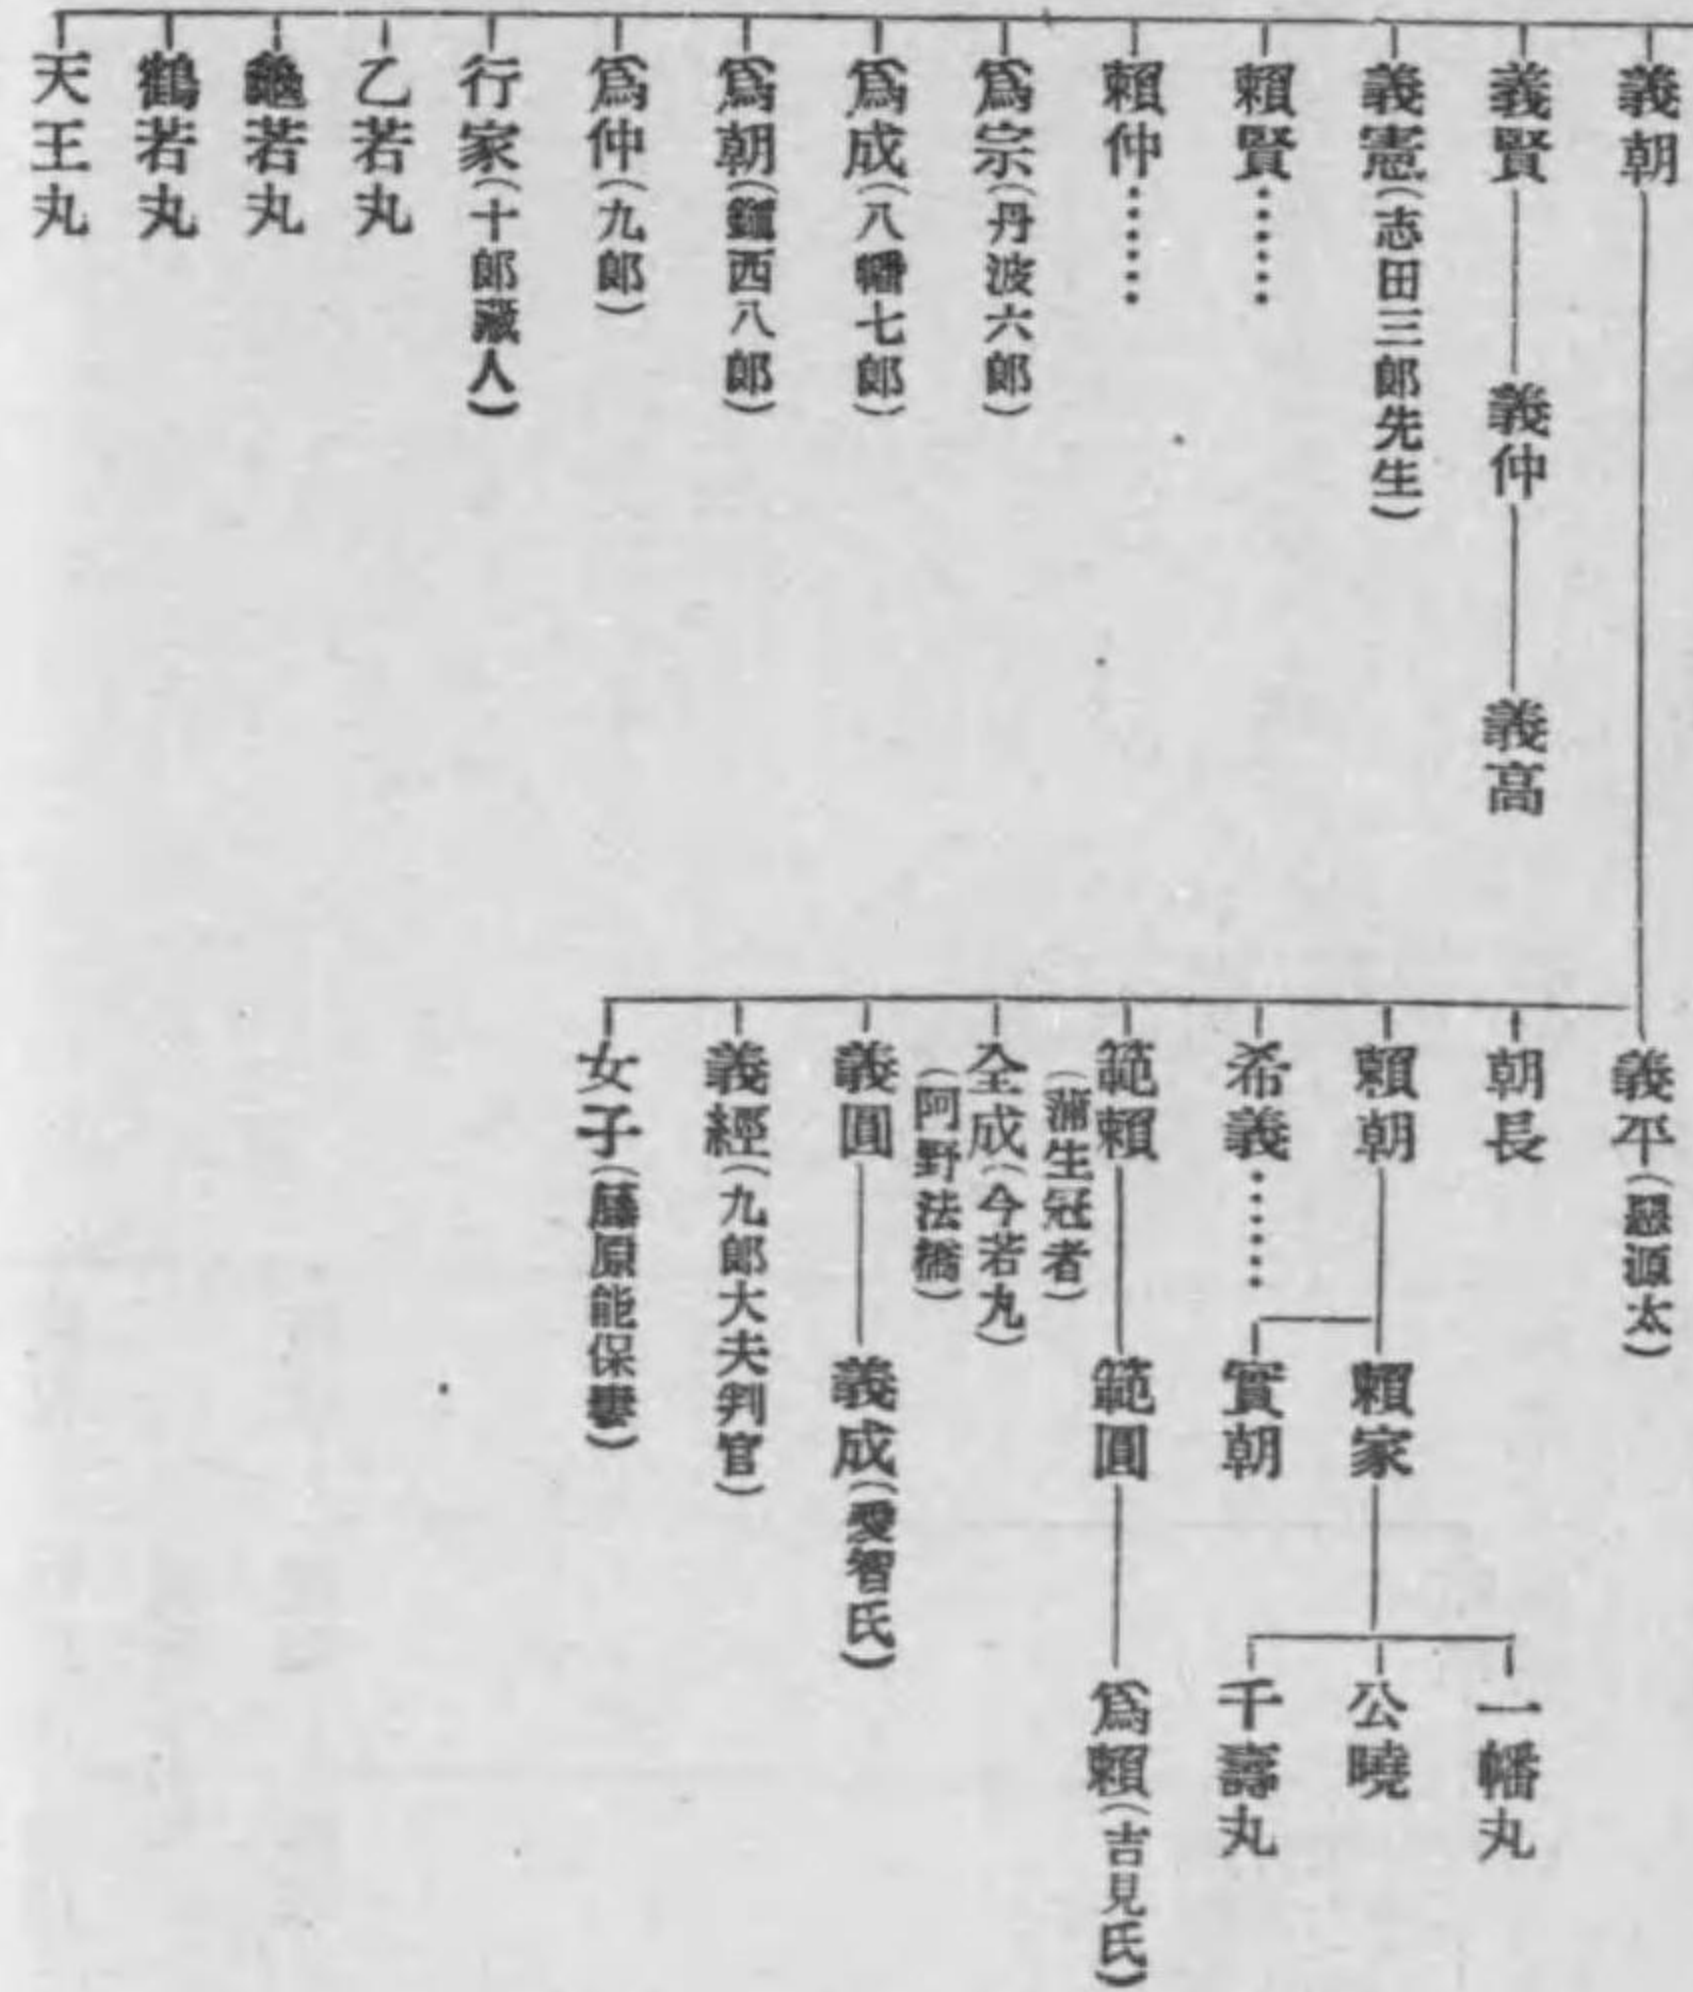 義朝
義平(惡源太)
朝長
賴朝
賴家
一幡丸
公曉
千壽丸
實朝
希義……
範賴
(蒲生冠者)
範圓
爲賴(吉見氏)
全成(今若丸)
(阿野法橋)
義圓
義成(愛智氏)
義經(九郎大夫判官)
女子(藤原能保妻)
義賢
義仲
義高
義憲(志田三郎先生)
賴賢……
賴仲……
爲宗(丹波六郎)
爲成(八幡七郎)
爲朝(鎭西八郎)
爲仲(九郎)
行家(十郎藏人)
乙若丸
龜若丸
鶴若丸
天王丸